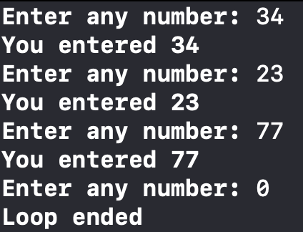 Enter any number: 34
You entered 34
Enter any number: 23
You entered 23
Enter any number: 77
You entered 77
Enter any number: 0
Loop ended